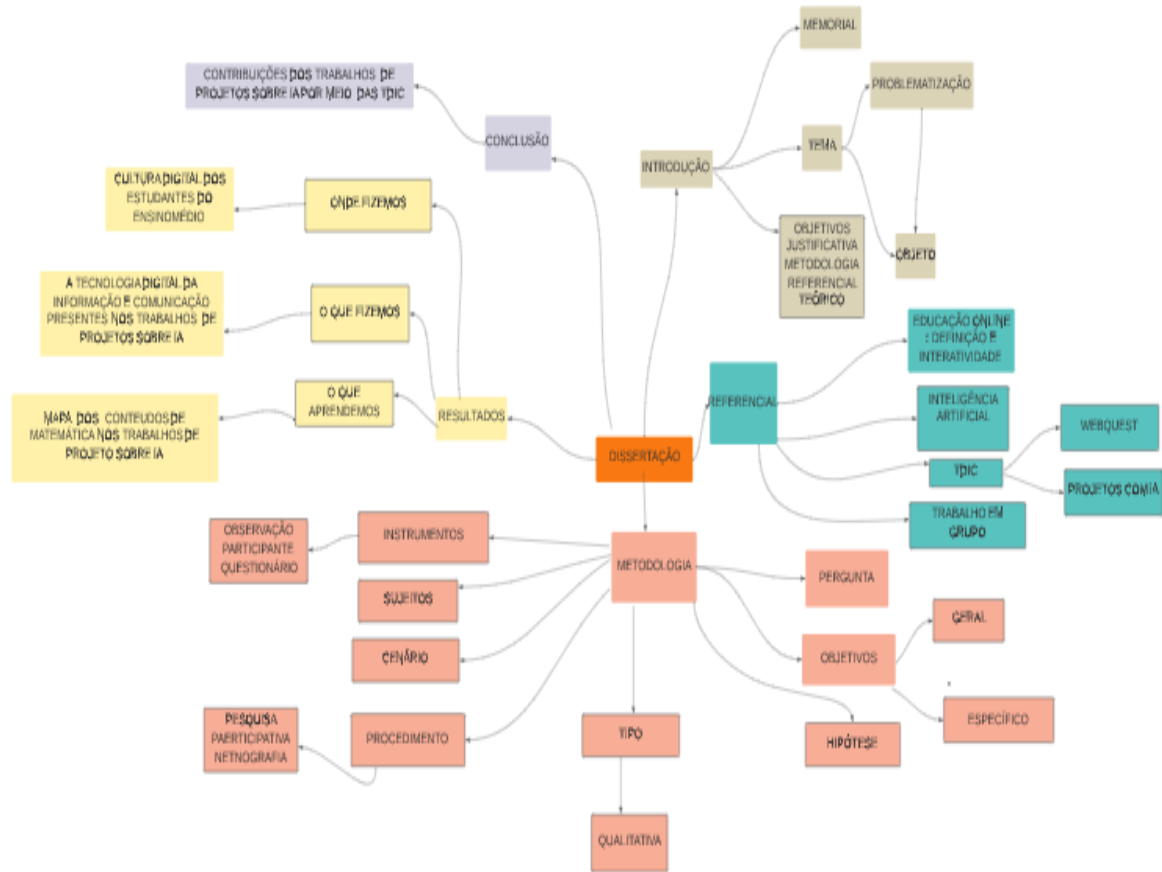 MEMORIAL
CONTRIBUIÇÕES DOS TRABALHOS DE
PROJETOS SOBRE IA POR MEIO DAS TDIC
PROBLEMATIZAÇÃO
CONCLUSÃO
TEMA
INTRODUÇÃO
CULTURA DIGITAL DOS
ESTUDANTES DO
ENSINO MÉDIO
ONDE FIZEMOS
OBJETIVOS
JUSTIFICATIVA
METODOLOGIA
REFERENCIAL
TEÓRICO
OBJETO
A TECNOLOGIA DIGITAL DA
INFORMAÇÃO E COMUNICAÇÃO
PRESENTES NOS TRABALHOS DE
PROJETOS SOBRE IA
O QUE FIZEMOS
EDUCAÇÃO ONLINE
: DEFINIÇÃO E
INTERATIVIDADE
O QUE
APRENDEMOS
RESULTADOS
REFERENCIAL
INTELIGÊNCIA
ARTIFICIAL
MAPA DOS CONTEUDOS DE
MATEMÁTICA NOS TRABALHOS DE
PROJETO SOBRE IA
WEBQUEST
DISSERTAÇÃO
TDIC
PROJETOS COM IA
TRABALHO EM
GRUPO
OBSERVAÇÃO
PARTICIPANTE
QUESTIONÁRIO
INSTRUMENTOS
METODOLOGIA
PERGUNTA
SUJEITOS
GERAL
CENÁRIO
OBJETIVOS
ESPECÍFICO
PESQUISA
PAERTICIPATIVA
NETNOGRAFIA
PROCEDIMENTO
TIPO
HIPÓTESE
QUALITATIVA